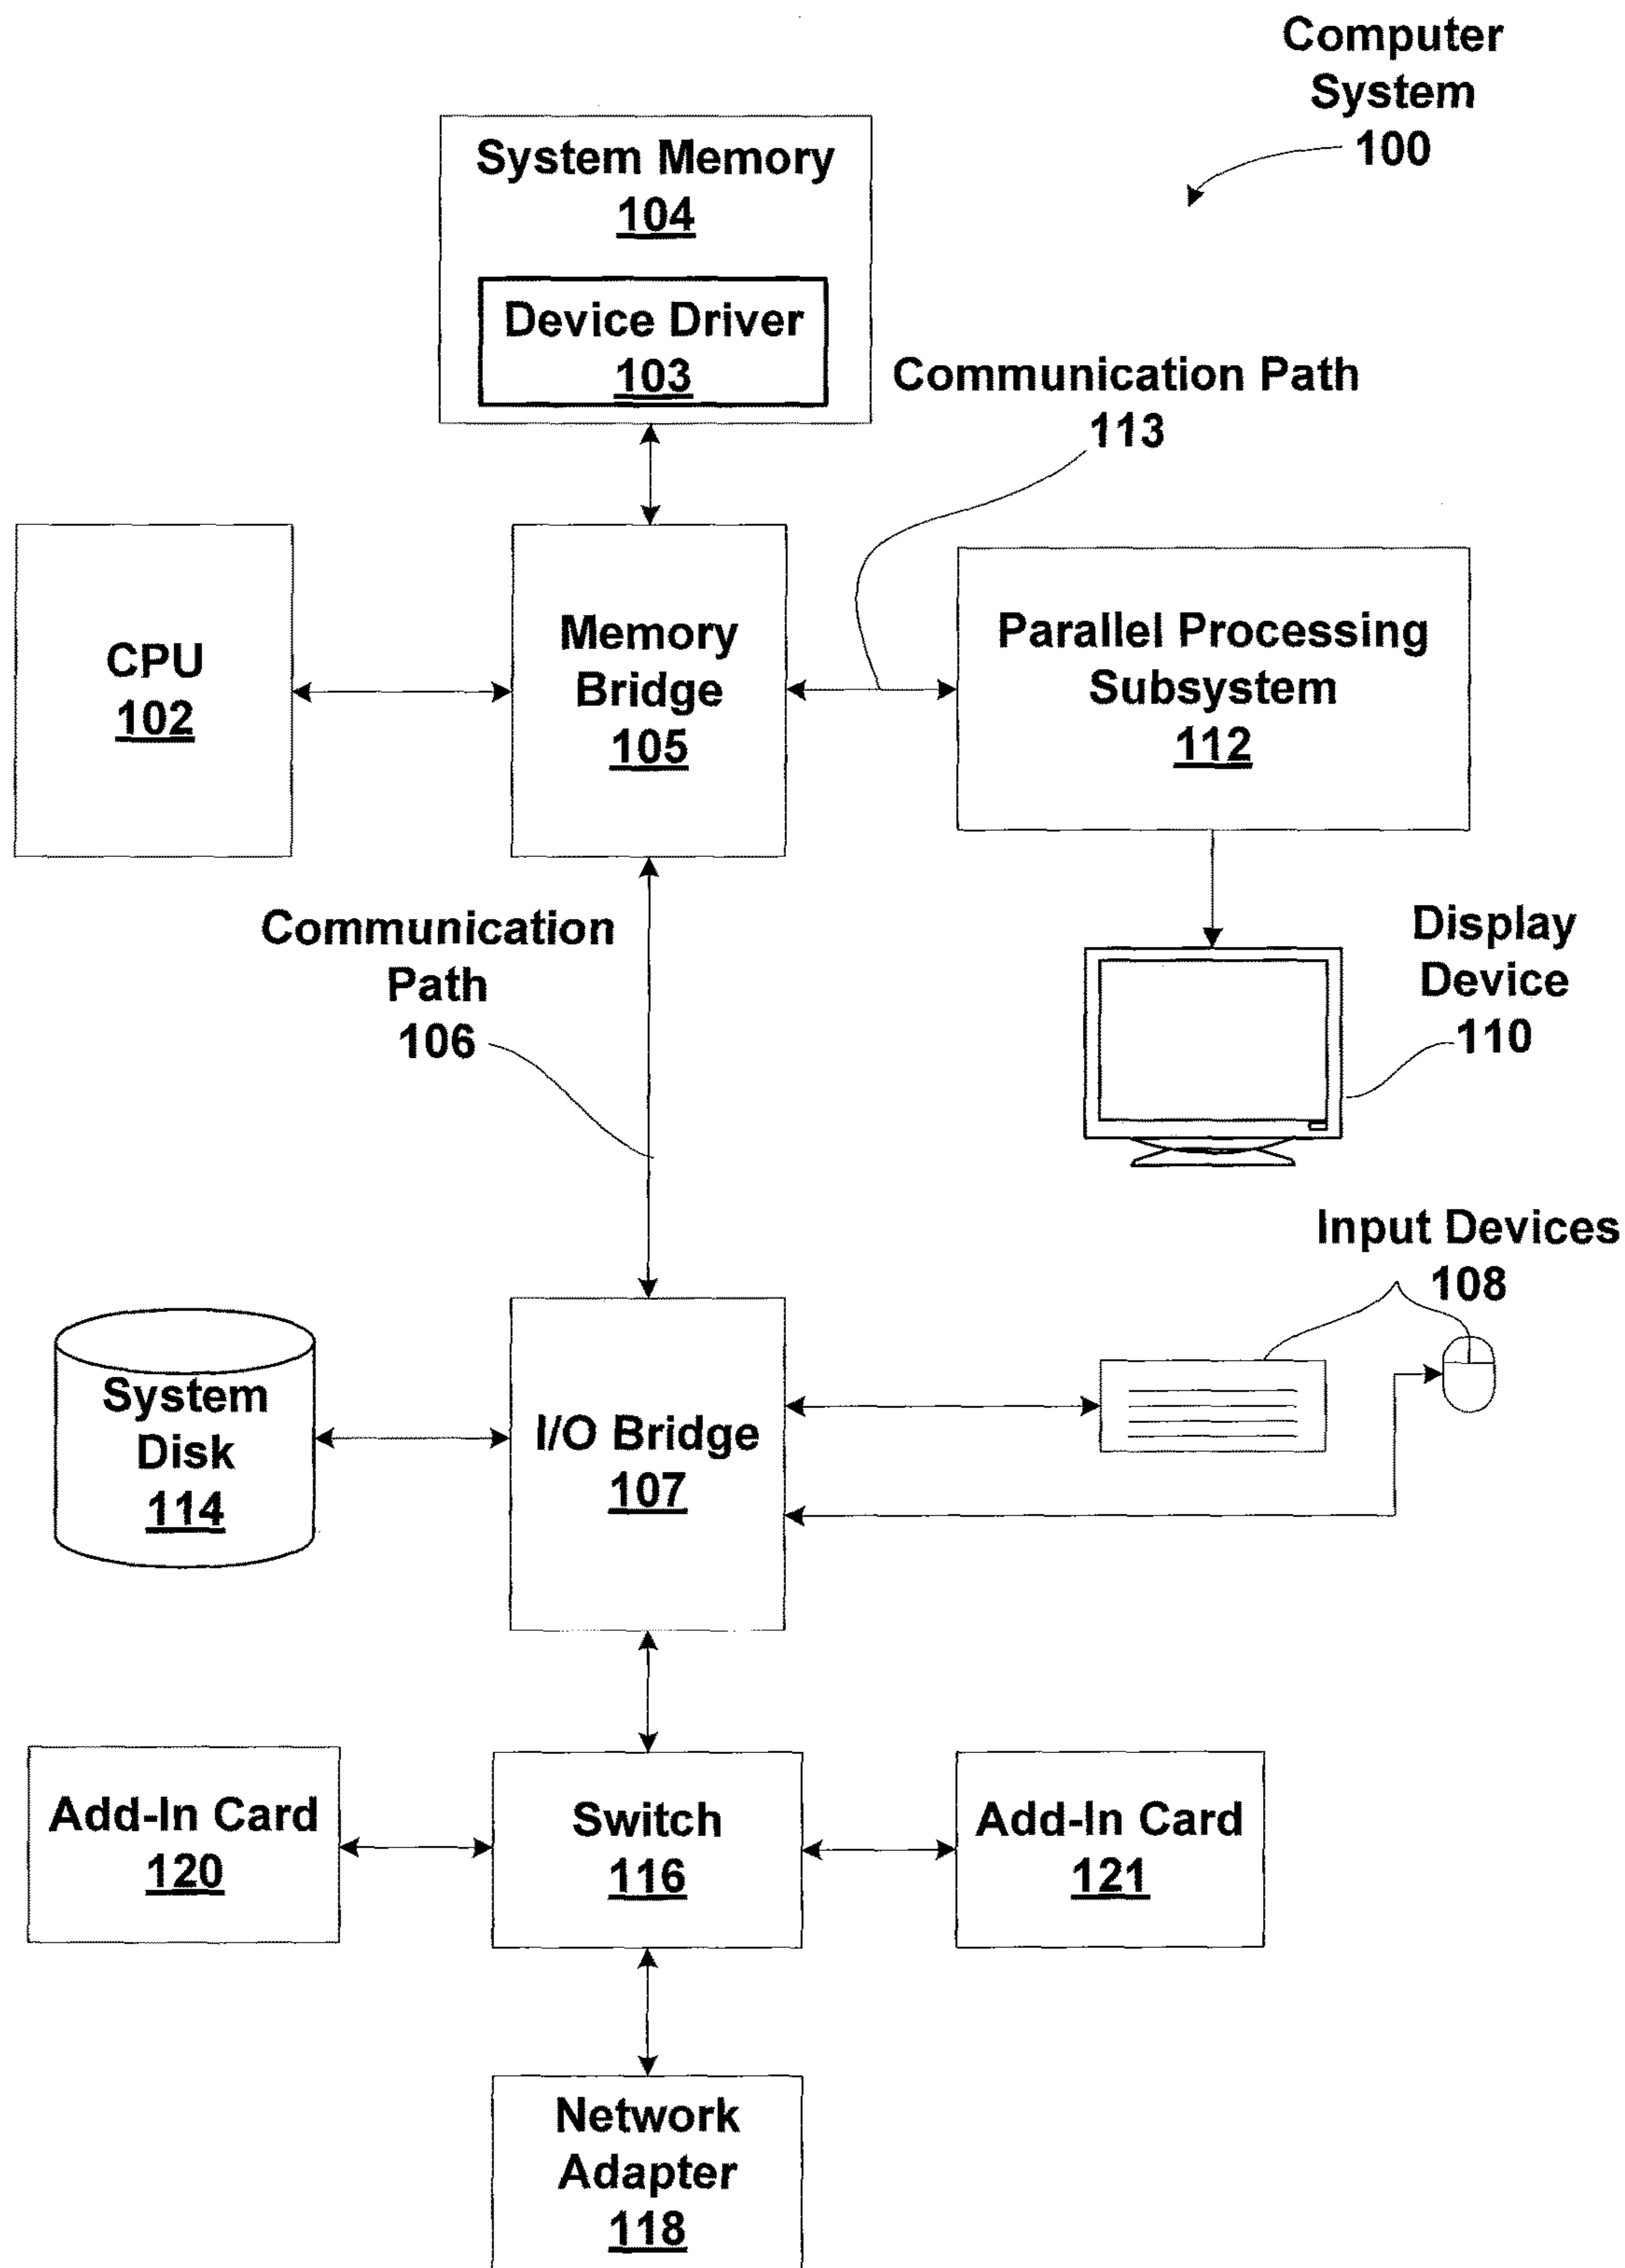 Computer
System
100
System Memory
104
Device Driver
103
Communication Path
113
CPU
102
Memory
Bridge
105
Parallel Processing
Subsystem
112
Communication
Path
106
Display
Device
110
Input Devices
108
System
Disk
114
I/O Bridge
107
Add-In Card
120
Switch
116
Add-In Card
121
Network
Adapter
118